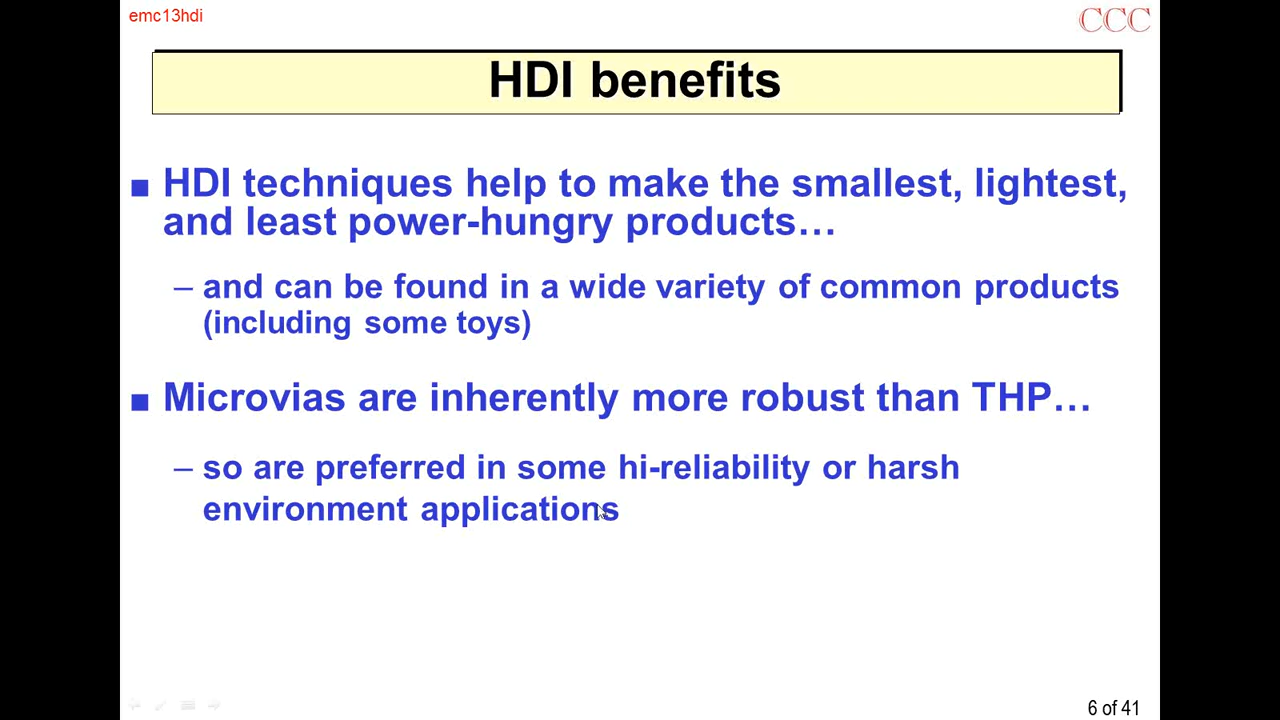 emc13hdi
CCC
HDI benefits
■ HDI techniques help to make the smallest, lightest,
and least power-hungry products…
– and can be found in a wide variety of common products
(including some toys)
■ Microvias are inherently more robust than THP…
– so are preferred in some hi-reliability or harsh
environment applications
6 of 41